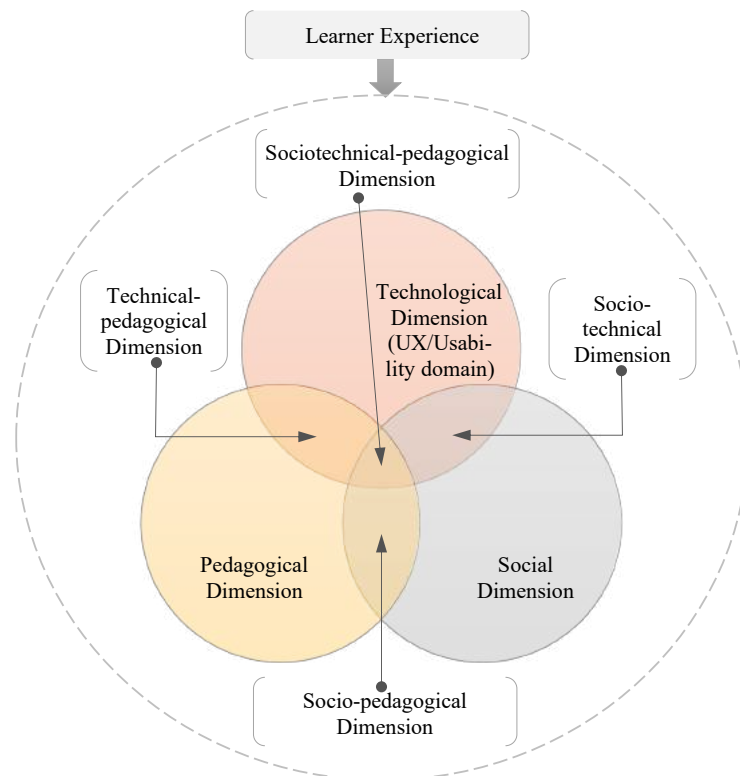 Learner Experience
Sociotechnical-pedagogical
Dimension
Technical-
pedagogical
Dimension
Technological
Dimension
(UX/Usabi-
lity domain)
Socio-
technical
Dimension
Pedagogical
Dimension
Social
Dimension
Socio-pedagogical
Dimension